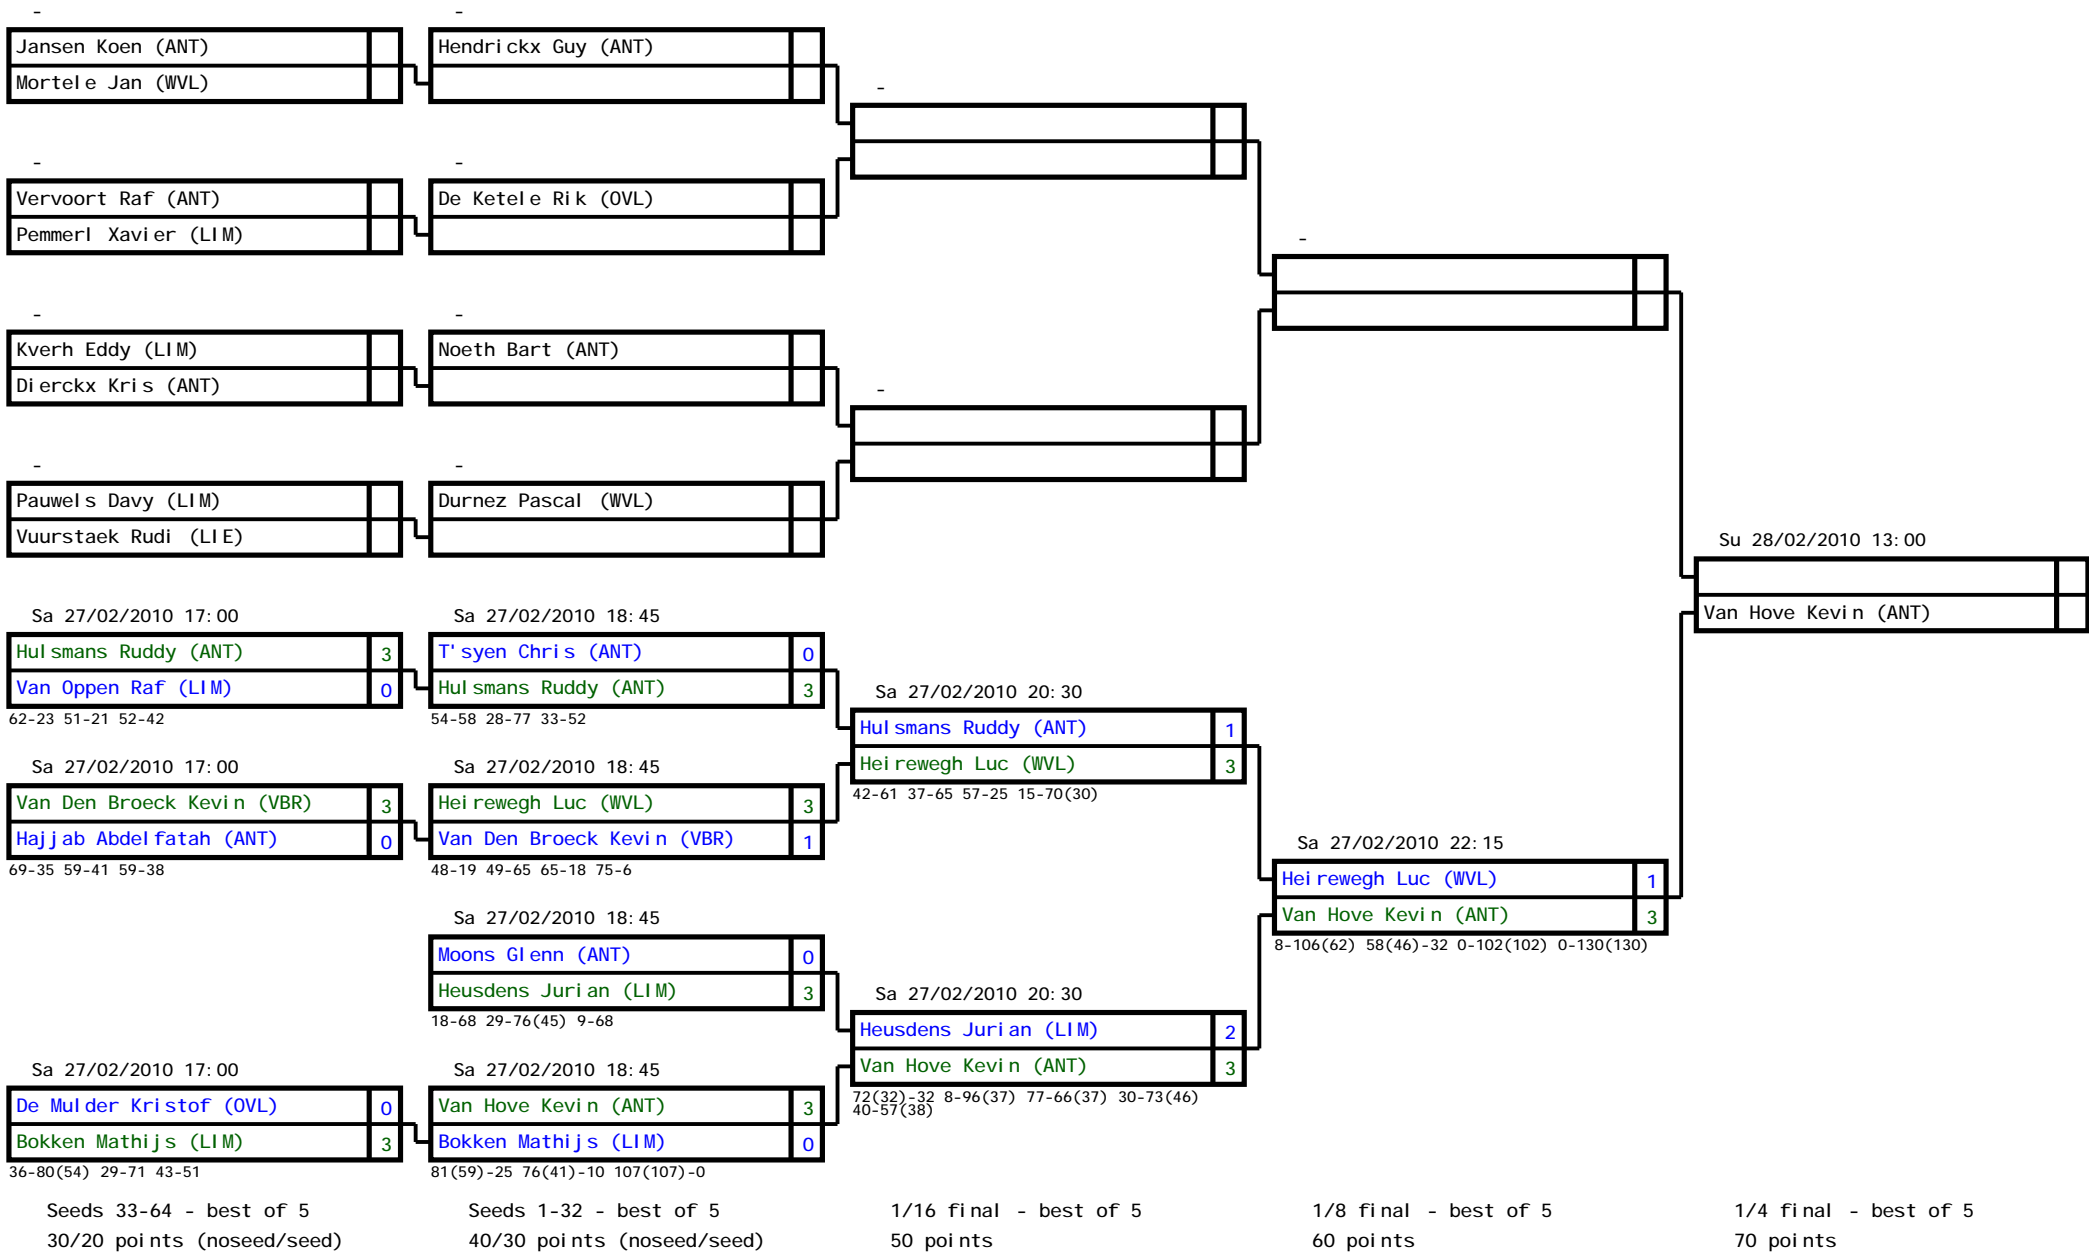 -
Jansen Koen (ANT)
Mortele Jan (WVL)
-
Vervoort Raf (ANT)
Pemmerl Xavier (LIM)
-
Kverh Eddy (LIM)
Dierckx Kris (ANT)
-
Pauwels Davy (LIM)
Vuurstaek Rudi (LIE)
Sa 27/02/2010 17:00
Hulsmans Ruddy (ANT) 3
Van Oppen Raf (LIM) 0
62-23 51-21 52-42
Sa 27/02/2010 17:00
Van Den Broeck Kevin (VBR) 3
Hajjab Abdelfatah (ANT) 0
69-35 59-41 59-38
Sa 27/02/2010 17:00
De Mulder Kristof (OVL) 0
Bokken Mathijs (LIM) 3
36-80(54) 29-71 43-51
Seeds 33-64 - best of 5
30/20 points (noseed/seed)
-
Hendrickx Guy (ANT)
-
De Ketele Rik (OVL)
-
Noeth Bart (ANT)
-
Durnez Pascal (WVL)
Sa 27/02/2010 18:45
T'syen Chris (ANT) 0
Hulsmans Ruddy (ANT) 3
54-58 28-77 33-52
Sa 27/02/2010 18:45
Heirewegh Luc (WVL) 3
Van Den Broeck Kevin (VBR) 1
48-19 49-65 65-18 75-6
Sa 27/02/2010 18:45
Moons Glenn (ANT) 0
Heusdens Jurian (LIM) 3
18-68 29-76(45) 9-68
Sa 27/02/2010 18:45
Van Hove Kevin (ANT) 3
Bokken Mathijs (LIM) 0
81(59)-25 76(41)-10 107(107)-0
Seeds 1-32 - best of 5
40/30 points (noseed/seed)
-
-
Sa 27/02/2010 20:30
Hulsmans Ruddy (ANT) 1
Heirewegh Luc (WVL) 3
42-61 37-65 57-25 15-70(30)
Sa 27/02/2010 20:30
Heusdens Jurian (LIM) 2
Van Hove Kevin (ANT) 3
72(32)-32 8-96(37) 77-66(37) 30-73(46)
40-57(38)
1/16 final - best of 5
50 points
-
Sa 27/02/2010 22:15
Heirewegh Luc (WVL) 1
Van Hove Kevin (ANT) 3
8-106(62) 58(46)-32 0-102(102) 0-130(130)
1/8 final - best of 5
60 points
Su 28/02/2010 13:00
Van Hove Kevin (ANT)
1/4 final - best of 5
70 points